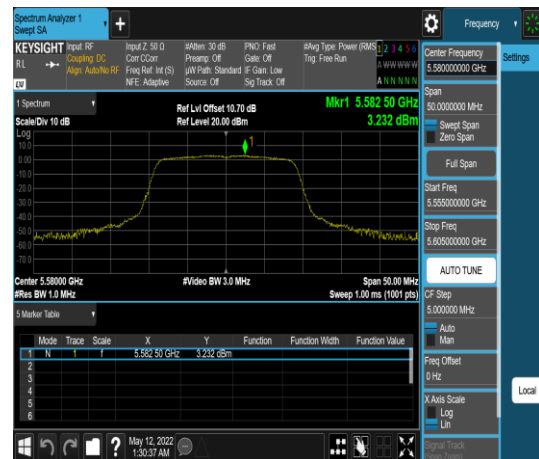 Spectrum Analyzer 1
Swept SA
+
Frequency
KEYSIGHT
RL
Input: RF
Coupling: DC
Align: Auto/No RF
Input Z: 50 Ω
Corr CCorr
Freq Ref: Int (S)
NFE: Adaptive
#Atten: 30 dB
Preamp: Off
µW Path: Standard
Source: Off
PNO: Fast
Gate: Off
IF Gain: Low
Sig Track: Off
#Avg Type: Power (RMS
Trig: Free Run
1 2 3 4 5 6
A W W W W W
A N N N N N
1 Spectrum
Scale/Div 10 dB
Ref Lvl Offset 10.70 dB
Ref Level 20.00 dBm
Mkr1 5.582 50 GHz
3.232 dBm
Log
10.0
0.00
-10.0
-20.0
-30.0
-40.0
-50.0
-60.0
-70.0
1
Center 5.58000 GHz
#Res BW 1.0 MHz
#Video BW 3.0 MHz
Span 50.00 MHz
Sweep 1.00 ms (1001 pts)
5 Marker Table
Mode Trace Scale X Y Function Function Width Function Value
1 N 1 f 5.582 50 GHz 3.232 dBm
2
3
4
5
6
May 12, 2022
1:30:37 AM
Center Frequency
5.580000000 GHz
Settings
Span
50.0000000 MHz
Swept Span
Zero Span
Full Span
Start Freq
5.555000000 GHz
Stop Freq
5.605000000 GHz
AUTO TUNE
CF Step
5.000000 MHz
Auto
Man
Freq Offset
0 Hz
X Axis Scale
Log
Lin
Local
Signal Track
(Span Zoom)